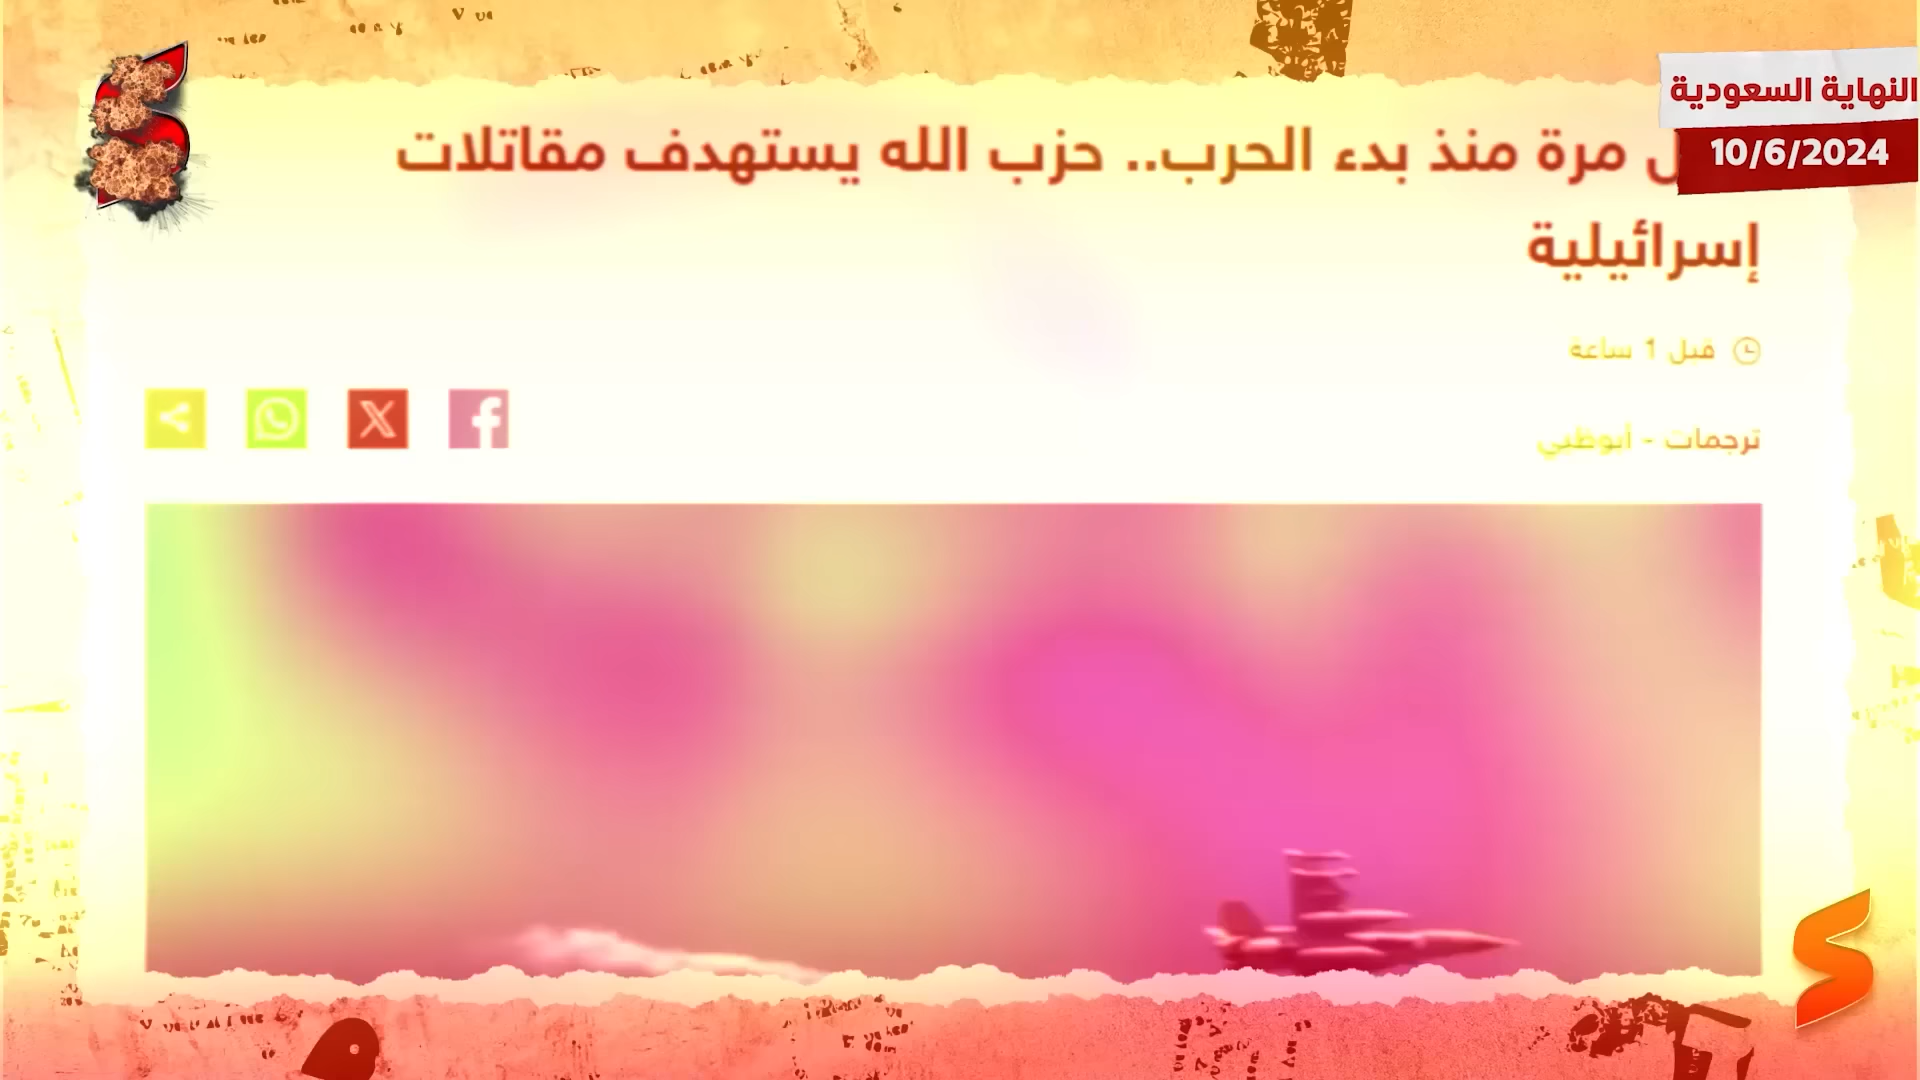 النهاية السعودية
10/6/2024
ل مرة منذ بدء الحرب.. حزب الله يستهدف مقاتلات
إسرائيلية
قبل 1 ساعة
ترجمات - أبوظبي